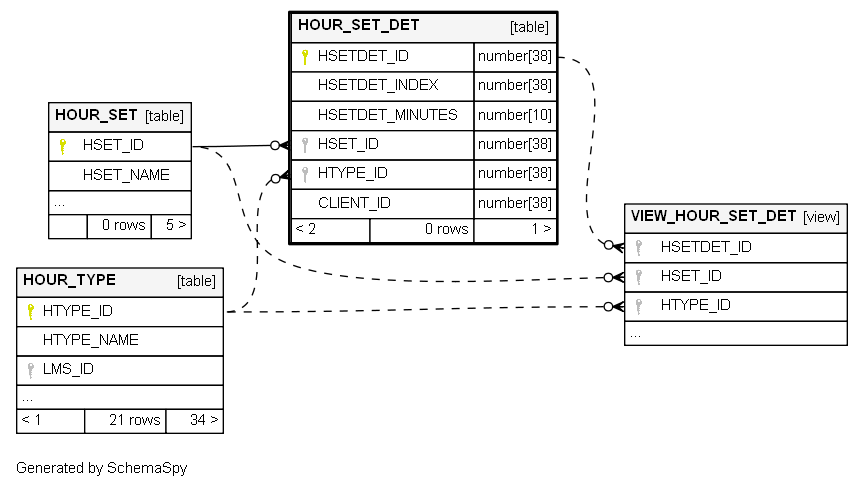 HOUR_SET_DET [table]
HSETDET_ID number[38]
HSETDET_INDEX number[38]
HSETDET_MINUTES number[10]
HSET_ID number[38]
HTYPE_ID number[38]
CLIENT_ID number[38]
< 2 0 rows 1 >
HOUR_SET [table]
HSET_ID
HSET_NAME
...
0 rows 5 >
HOUR_TYPE [table]
HTYPE_ID
HTYPE_NAME
LMS_ID
...
< 1 21 rows 34 >
VIEW_HOUR_SET_DET [view]
HSETDET_ID
HSET_ID
HTYPE_ID
...
Generated by SchemaSpy